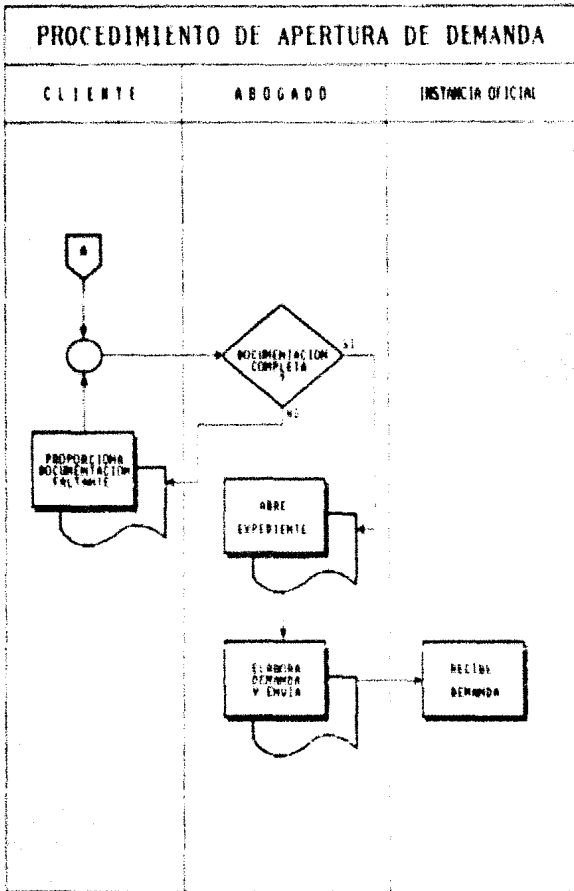 PROCEDIMIENTO DE APERTURA DE DEMANDA
CLIENTE
ABOGADO
INSTANCIA OFICIAL
A
DOCUMENTACION
COMPLETA
?
SI
NO
PROPORCIONA
DOCUMENTACION
FALTANTE
ABRE
EXPEDIENTE
ELABORA
DEMANDA
Y ENVIA
RECIBE
DEMANDA